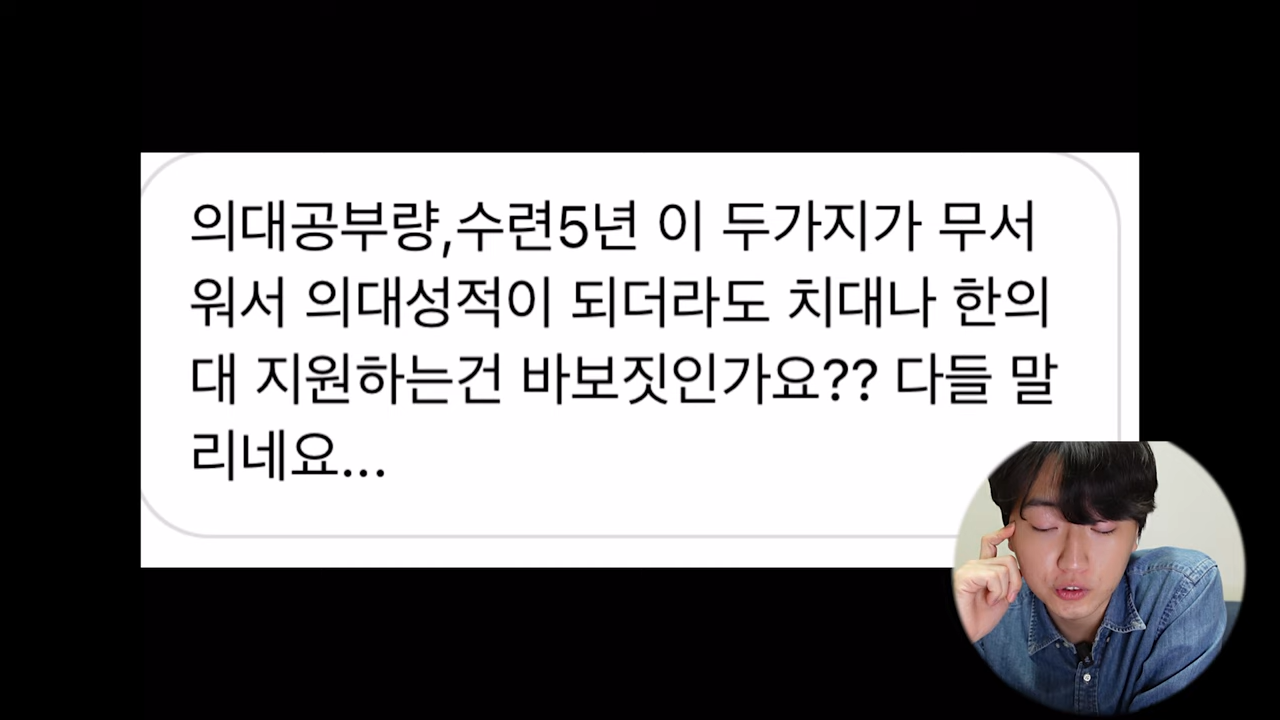 의대공부량,수련5년 이 두가지가 무서
워서 의대성적이 되더라도 치대나 한의
대 지원하는건 바보짓인가요?? 다들 말
리네요...